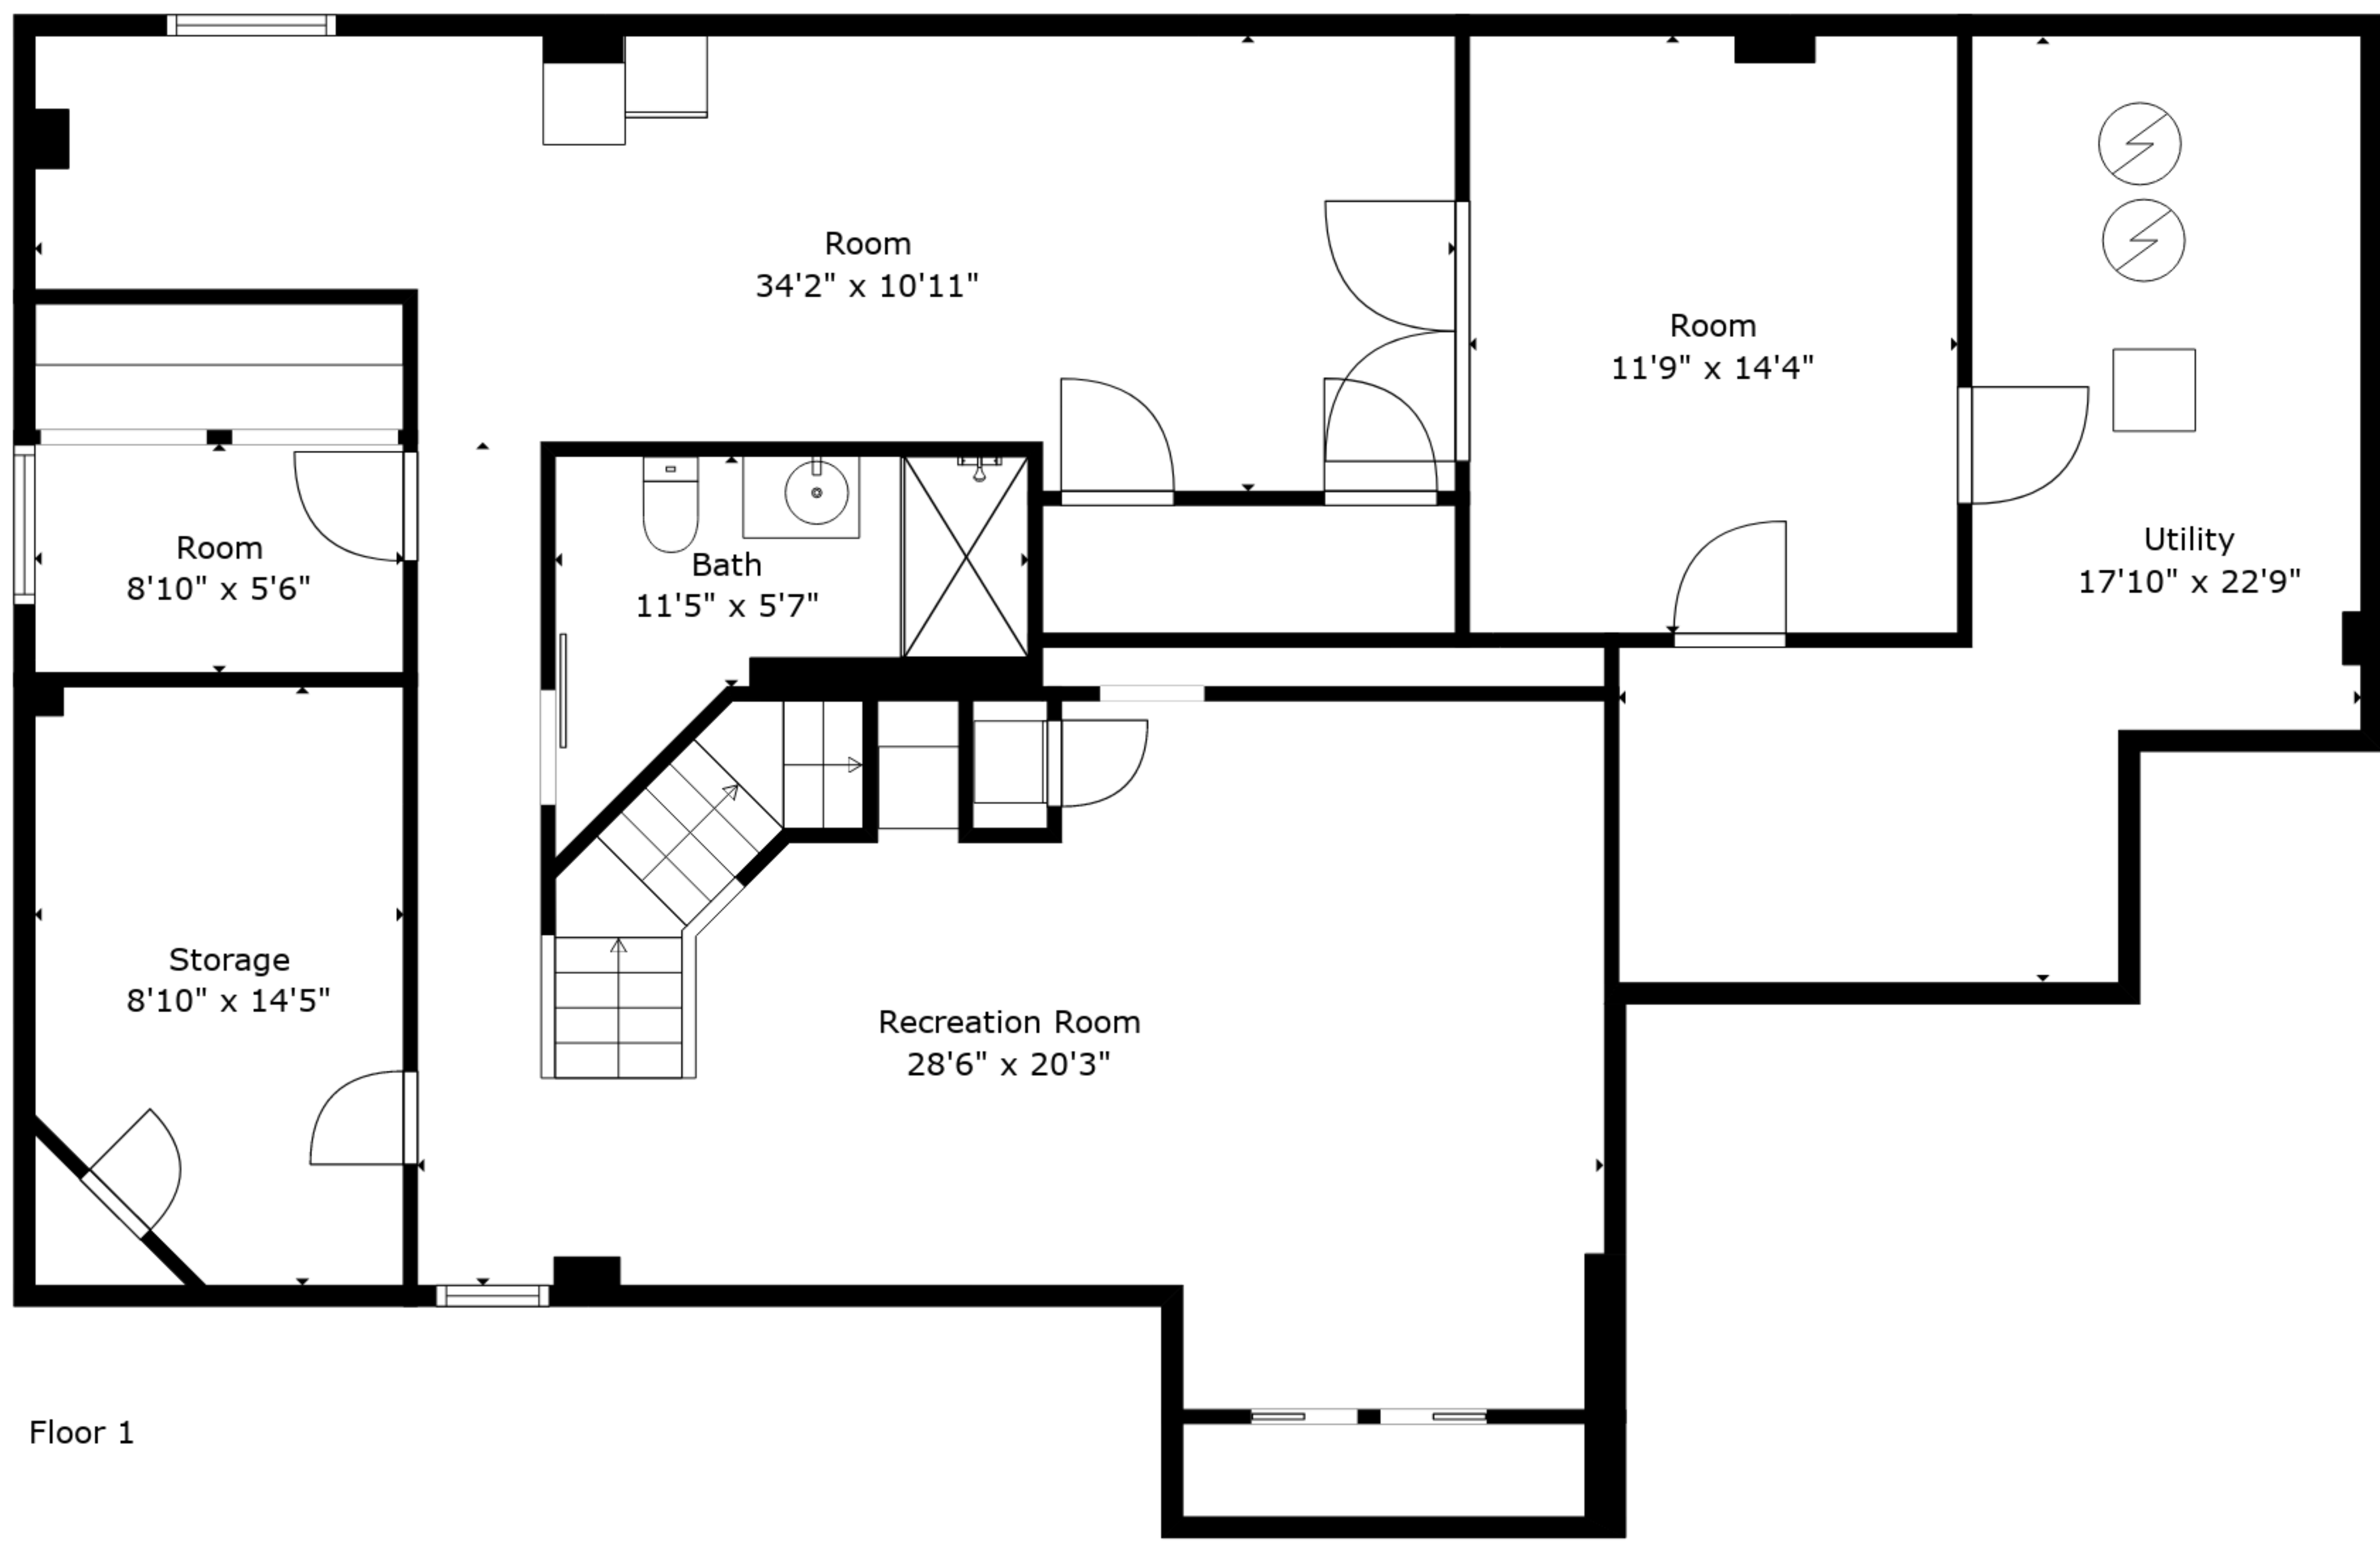 Room
34'2" x 10'11"
Room
11'9" x 14'4"
Utility
17'10" x 22'9"
Room
8'10" x 5'6"
Bath
11'5" x 5'7"
Storage
8'10" x 14'5"
Recreation Room
28'6" x 20'3"
Floor 1